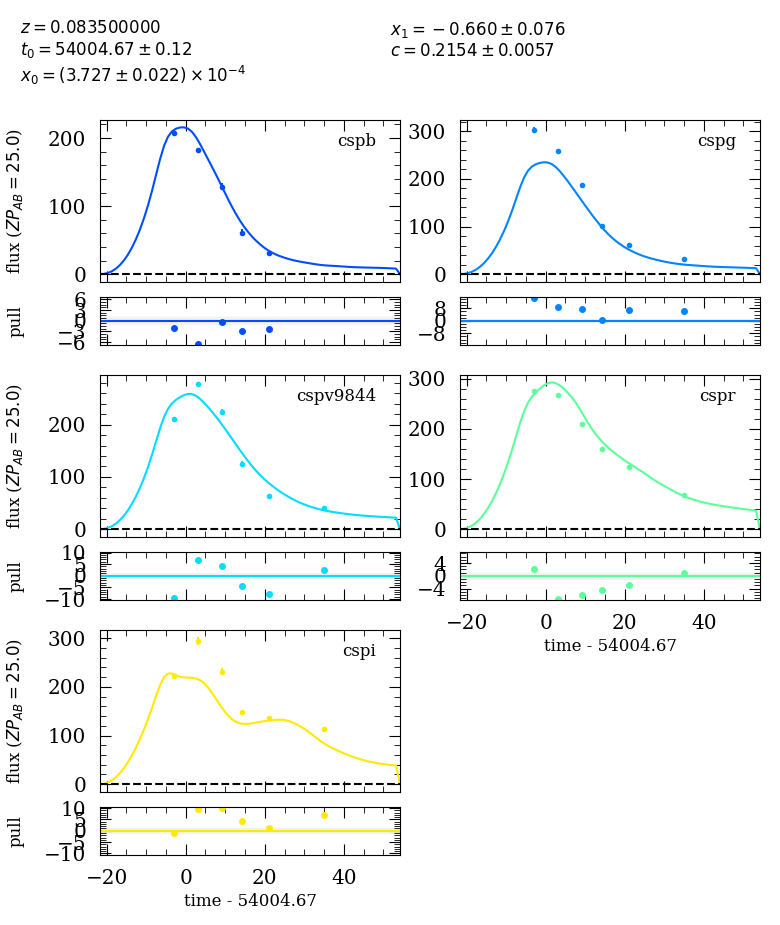 z = 0.083500000
t₀ = 54004.67 ± 0.12
x₀ = (3.727 ± 0.022) × 10⁻⁴
x₁ = −0.660 ± 0.076
c = 0.2154 ± 0.0057
flux (ZP_AB = 25.0)
200
100
0
cspb
300
200
100
0
cspg
pull
6
3
0
−3
−6
8
0
−8
flux (ZP_AB = 25.0)
200
100
0
cspv9844
300
200
100
0
cspr
pull
10
5
0
−5
−10
4
0
−4
−20 0 20 40
time - 54004.67
flux (ZP_AB = 25.0)
300
200
100
0
cspi
pull
10
5
0
−5
−10
−20 0 20 40
time - 54004.67